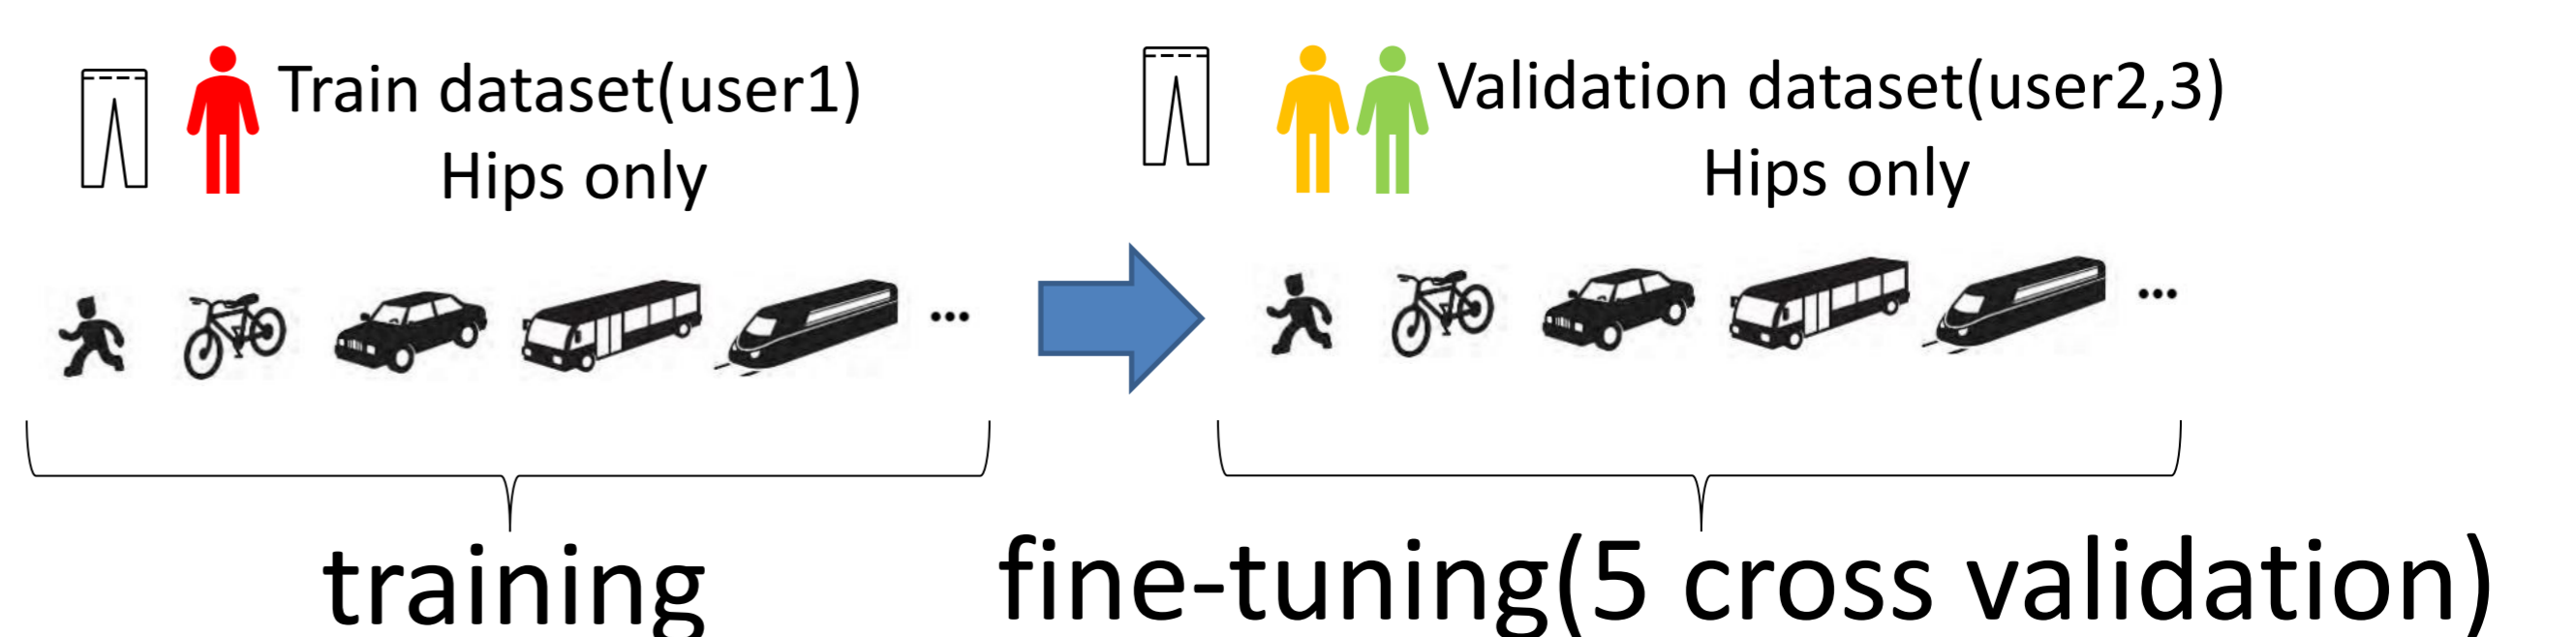 Train dataset(user1)
Hips only
...
training
Validation dataset(user2,3)
Hips only
...
fine-tuning(5 cross validation)